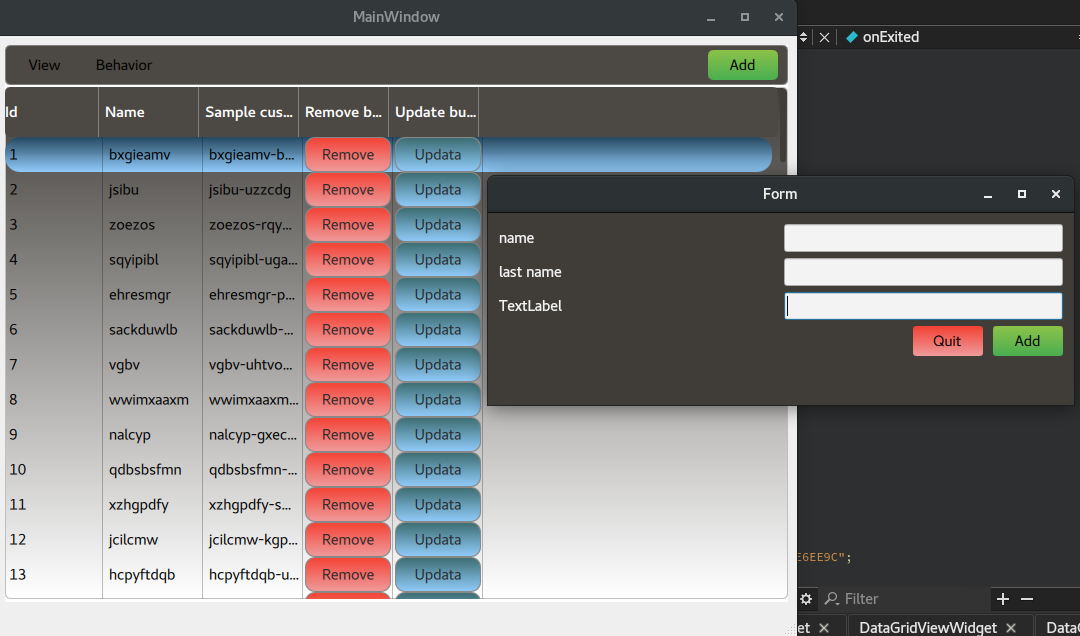 MainWindow
onExited
View Behavior Add
Id Name Sample cus... Remove b... Update bu...
1 bxgieamv bxgieamv-b... Remove Updata
2 jsibu jsibu-uzzcdg Remove Updata
Form
3 zoezos zoezos-rqy... Remove Updata
name
4 sqyipibl sqyipibl-uga... Remove Updata
last name
5 ehresmgr ehresmgr-p... Remove Updata
TextLabel
6 sackduwlb sackduwlb-... Remove Updata
Quit Add
7 vgbv vgbv-uhtvo... Remove Updata
8 wwimxaaxm wwimxaaxm... Remove Updata
9 nalcyp nalcyp-gxec... Remove Updata
10 qdbsbsfmn qdbsbsfmn-... Remove Updata
11 xzhgpdfy xzhgpdfy-s... Remove Updata
12 jcilcmw jcilcmw-kgp... Remove Updata
E6EE9C";
13 hcpyftdqb hcpyftdqb-u... Remove Updata
Filter
et DataGridViewWidget DataG